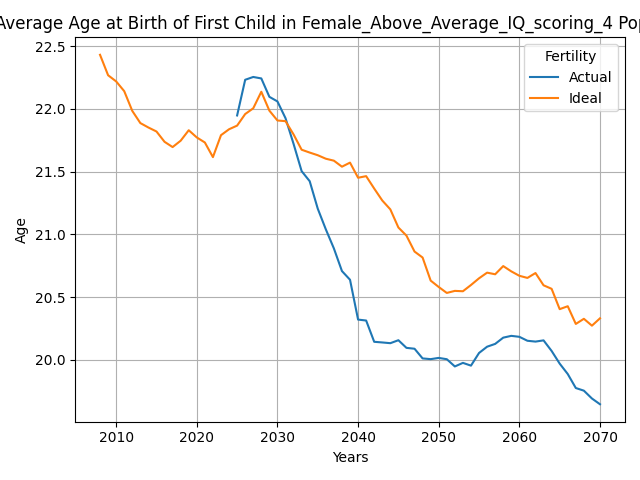 Average Age at Birth of First Child in Female_Above_Average_IQ_scoring_4
Fertility
Actual
Ideal
22.5
22.0
21.5
21.0
20.5
20.0
Age
2010 2020 2030 2040 2050 2060 2070
Years